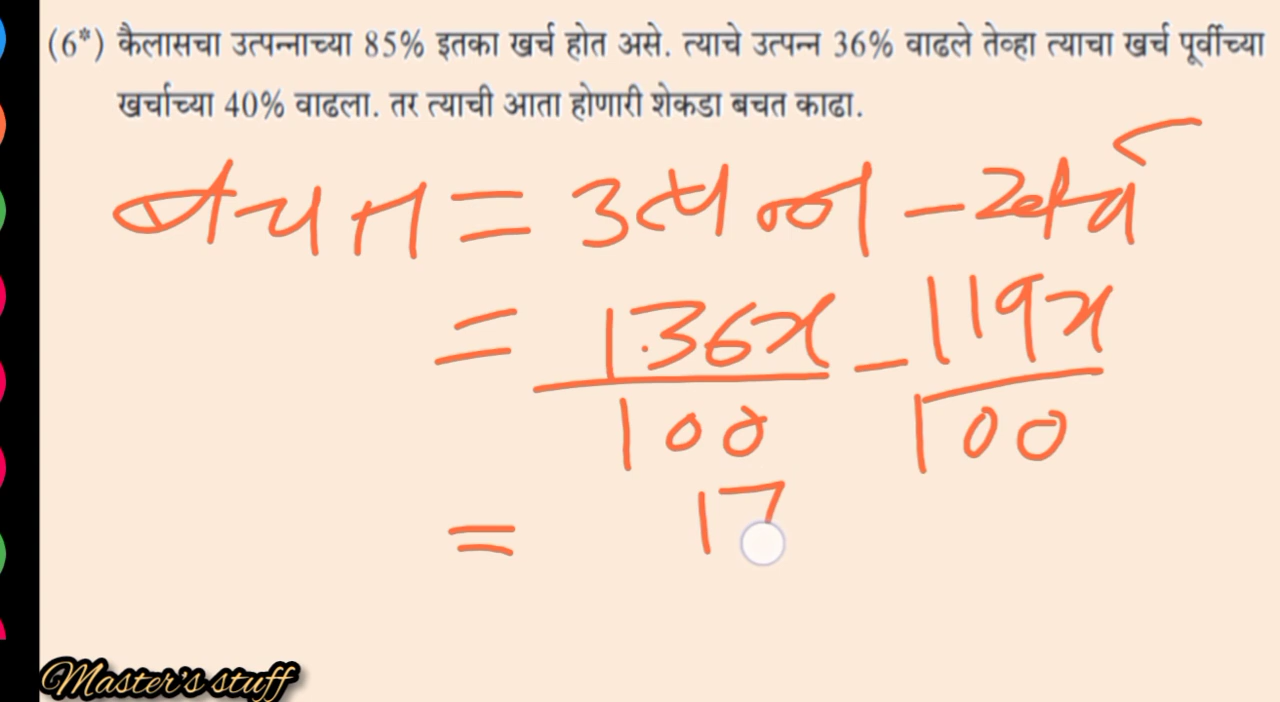 (6*) कैलासचा उत्पन्नाच्या 85% इतका खर्च होत असे. त्याचे उत्पन्न 36% वाढले तेव्हा त्याचा खर्च पूर्वीच्या
खर्चाच्या 40% वाढला. तर त्याची आता होणारी शेकडा बचत काढा.
बचत = उत्पन्न - खर्च
= 136x/100 - 119x/100
= 17
Master's stuff